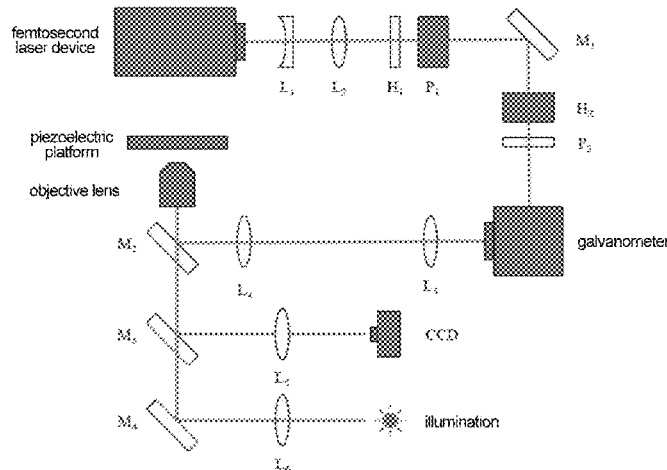 femtosecond
laser device
L₁
L₂
H₁
P₁
M₁
H₂
P₂
piezoelectric
platform
objective lens
M₂
L₄
L₃
galvanometer
M₃
L₅
CCD
M₄
L₆
illumination